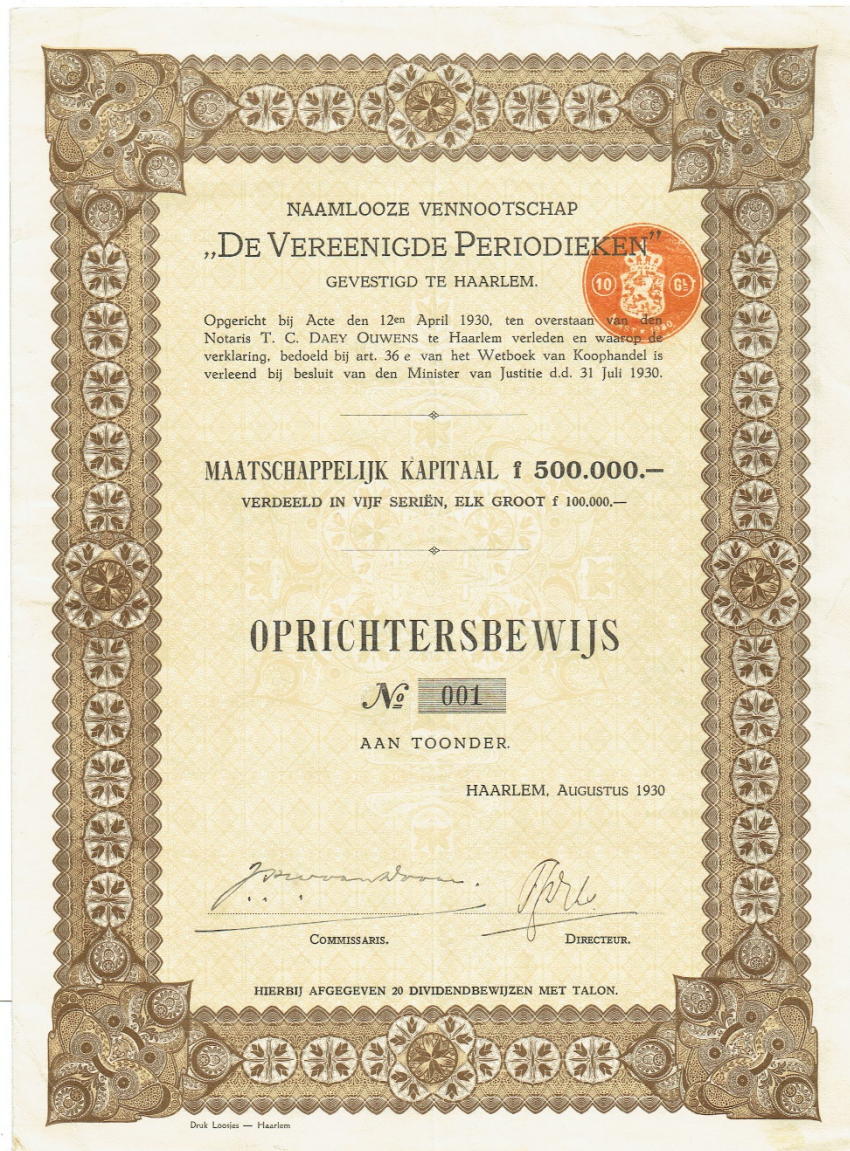 NAAMLOOZE VENNOOTSCHAP
„DE VEREENIGDE PERIODIEKEN”
GEVESTIGD TE HAARLEM.
10 Gs
Opgericht bij Acte den 12en April 1930, ten overstaan van den
Notaris T. C. DAEY OUWENS te Haarlem verleden en waarop de
verklaring, bedoeld bij art. 36 e van het Wetboek van Koophandel is
verleend bij besluit van den Minister van Justitie d.d. 31 Juli 1930.
MAATSCHAPPELIJK KAPITAAL f 500.000.—
VERDEELD IN VIJF SERIËN, ELK GROOT f 100.000.—
OPRICHTERSBEWIJS
No 001
AAN TOONDER.
HAARLEM, AUGUSTUS 1930
COMMISSARIS. DIRECTEUR.
HIERBIJ AFGEGEVEN 20 DIVIDENDBEWIJZEN MET TALON.
Druk Loosjes — Haarlem